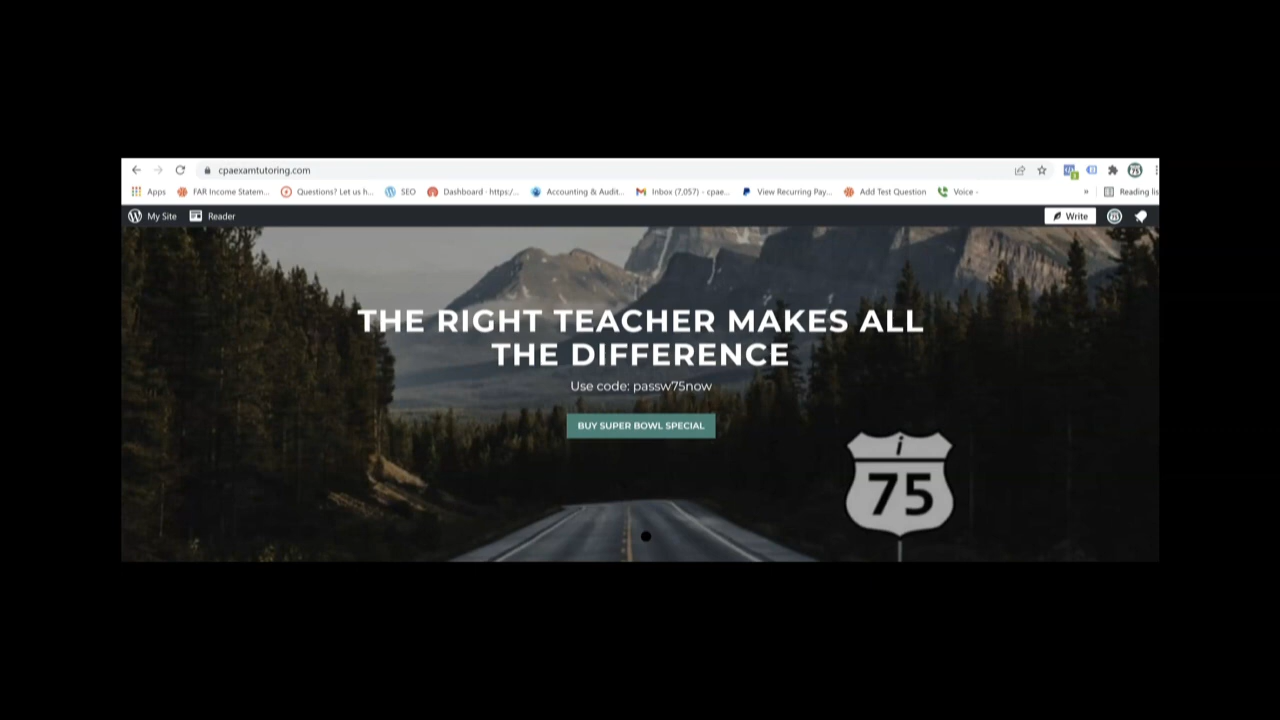 cpaexamtutoring.com
Apps FAR Income Statem... Questions? Let us h... SEO Dashboard · https:/... Accounting & Audit... Inbox (7,057) - cpae... View Recurring Pay... Add Test Question Voice - » Reading lis
My Site Reader Write
THE RIGHT TEACHER MAKES ALL
THE DIFFERENCE
Use code: passw75now
BUY SUPER BOWL SPECIAL
i
75